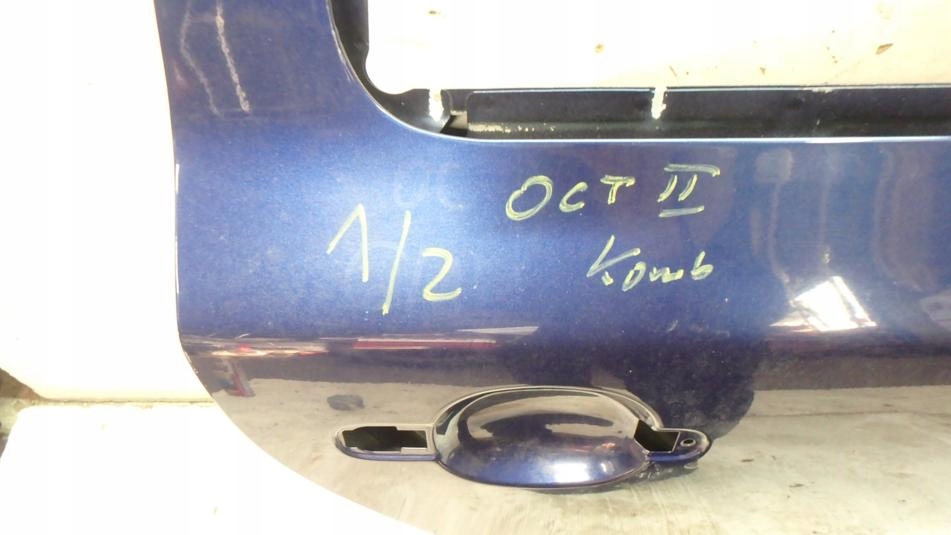 OCT II
1/2
Komb